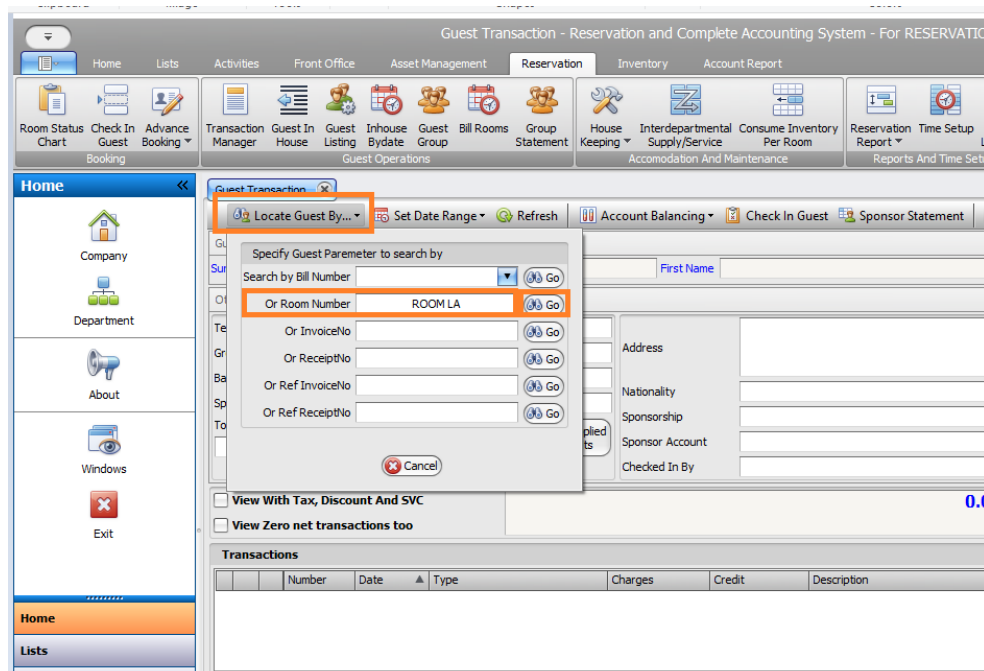 Guest Transaction - Reservation and Complete Accounting System - For RESERVATIO
Home Lists Activities Front Office Asset Management Reservation Inventory Account Report
Room Status Chart
Check In Guest
Advance Booking
Transaction Manager
Guest In House
Guest Listing
Inhouse Bydate
Guest Group
Bill Rooms
Group Statement
House Keeping
Interdepartmental Supply/Service
Consume Inventory Per Room
Reservation Report
Time Setup
Booking
Guest Operations
Accomodation And Maintenance
Reports And Time Set
Home
Company
Department
About
Windows
Exit
Home
Lists
Guest Transaction
Locate Guest By... Set Date Range Refresh Account Balancing Check In Guest Sponsor Statement
Specify Guest Paremeter to search by
Search by Bill Number Go
Or Room Number ROOM LA Go
Or InvoiceNo Go
Or ReceiptNo Go
Or Ref InvoiceNo Go
Or Ref ReceiptNo Go
Cancel
First Name
Address
Nationality
Sponsorship
Sponsor Account
Checked In By
View With Tax, Discount And SVC
View Zero net transactions too
Transactions
Number Date Type Charges Credit Description